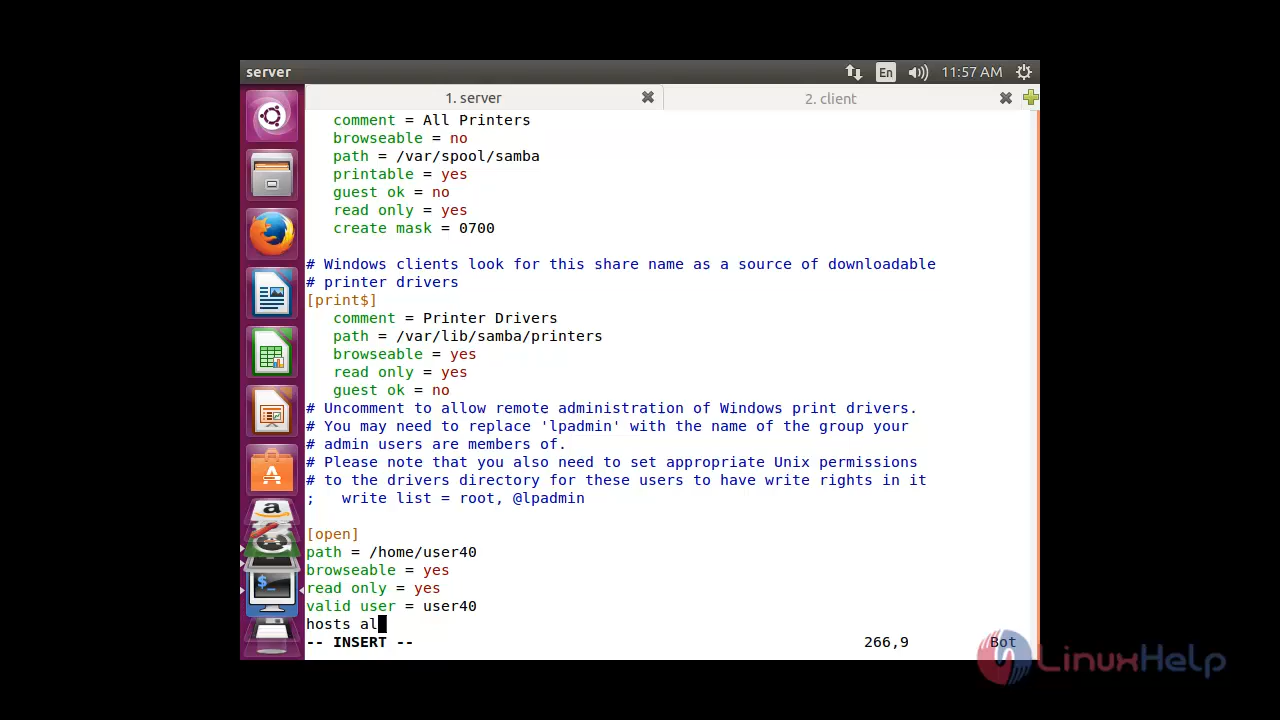 server
En
11:57 AM
1. server
2. client
comment = All Printers
browseable = no
path = /var/spool/samba
printable = yes
guest ok = no
read only = yes
create mask = 0700
# Windows clients look for this share name as a source of downloadable
# printer drivers
[print$]
comment = Printer Drivers
path = /var/lib/samba/printers
browseable = yes
read only = yes
guest ok = no
# Uncomment to allow remote administration of Windows print drivers.
# You may need to replace 'lpadmin' with the name of the group your
# admin users are members of.
# Please note that you also need to set appropriate Unix permissions
# to the drivers directory for these users to have write rights in it
;   write list = root, @lpadmin
[open]
path = /home/user40
browseable = yes
read only = yes
valid user = user40
hosts al
-- INSERT --
266,9
Bot
LinuxHelp